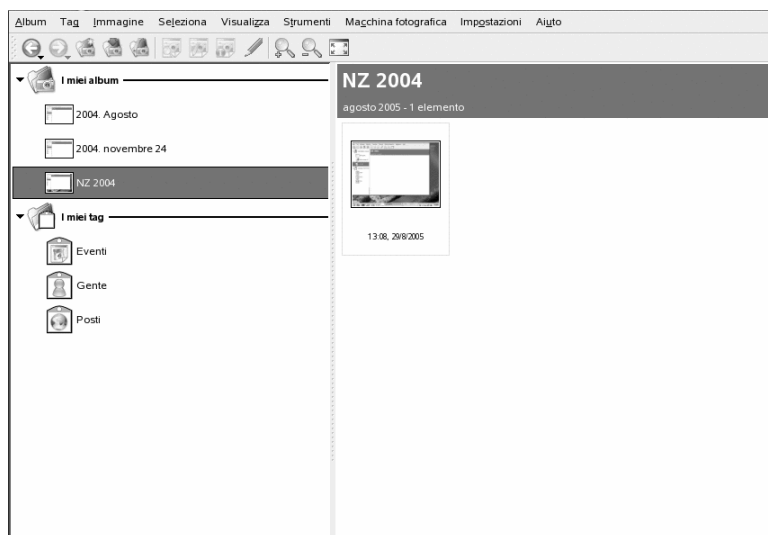 Album Tag Immagine Seleziona Visualizza Strumenti Macchina fotografica Impostazioni Aiuto
I miei album
2004. Agosto
2004. novembre 24
NZ 2004
I miei tag
Eventi
Gente
Posti
NZ 2004
agosto 2005 - 1 elemento
13:08, 29/8/2005